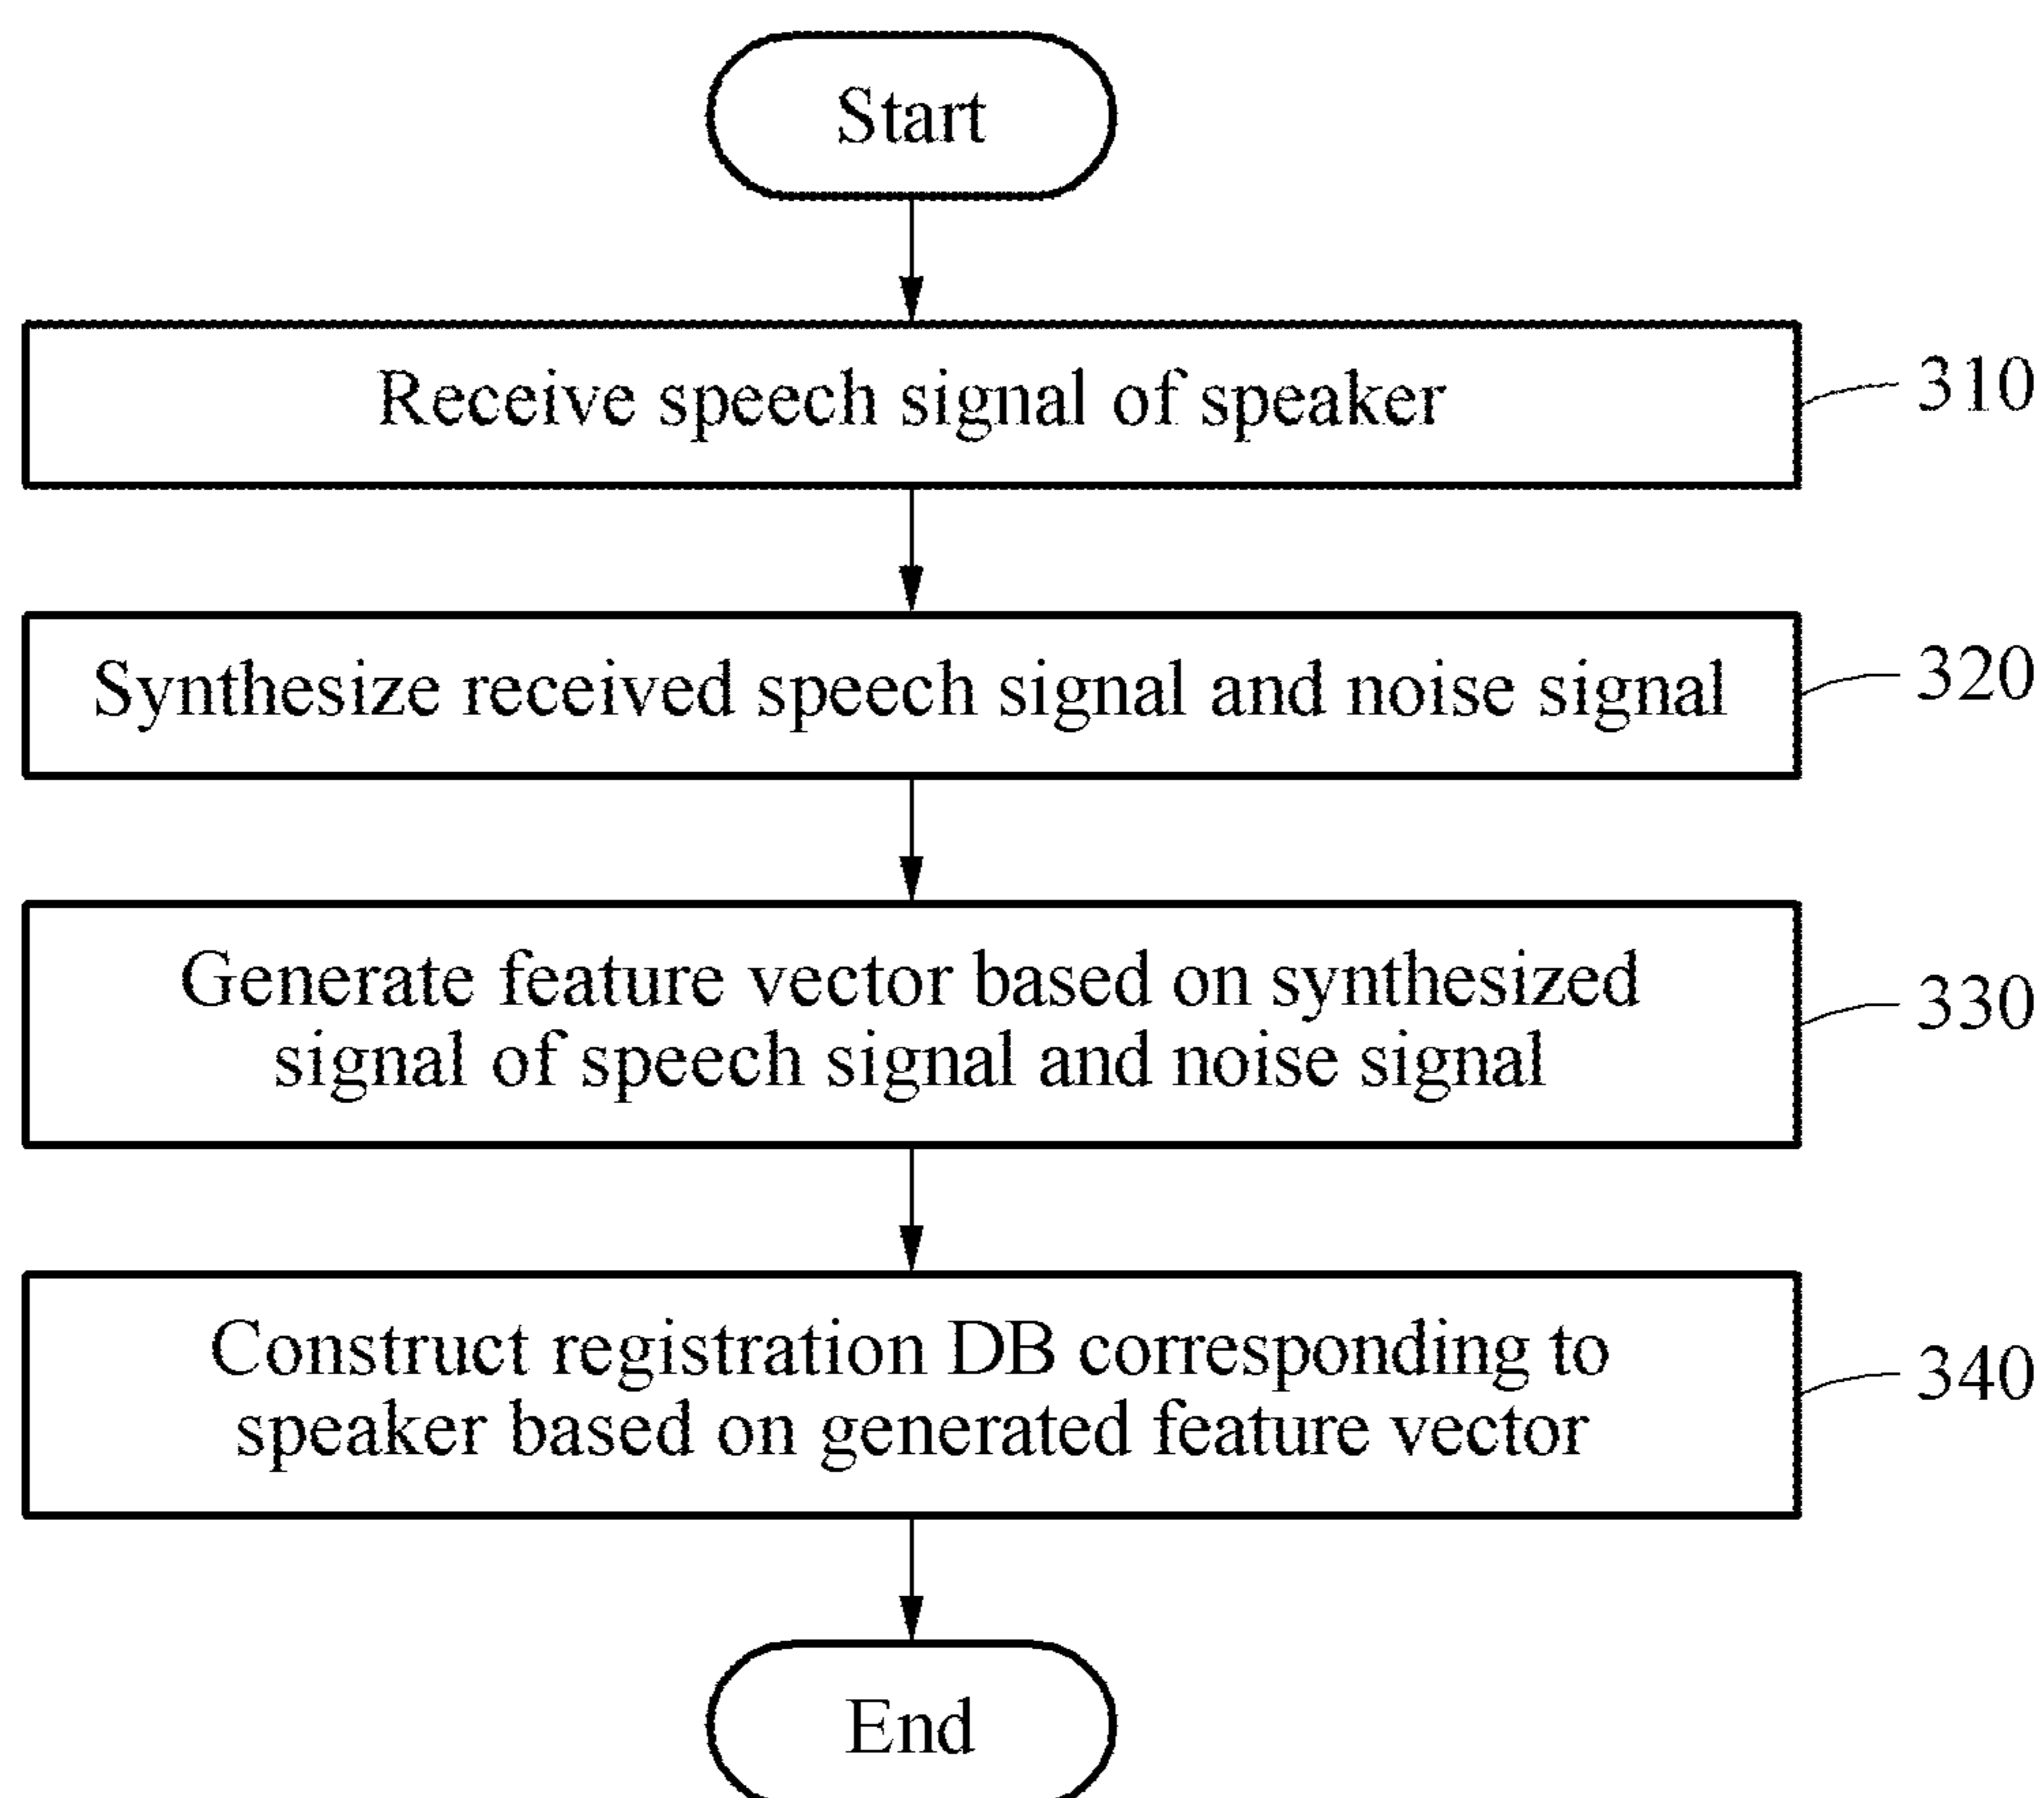 Start
Receive speech signal of speaker
310
Synthesize received speech signal and noise signal
320
Generate feature vector based on synthesized
signal of speech signal and noise signal
330
Construct registration DB corresponding to
speaker based on generated feature vector
340
End